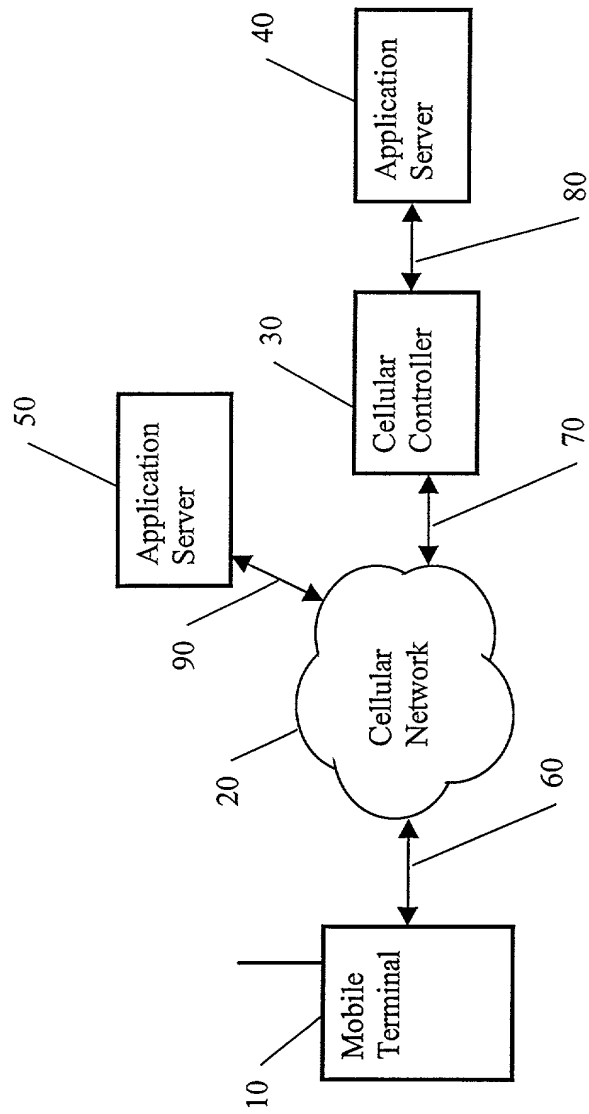 40
Application
Server
80
50
30
Application
Server
Cellular
Controller
70
90
20
Cellular
Network
60
10
Mobile
Terminal